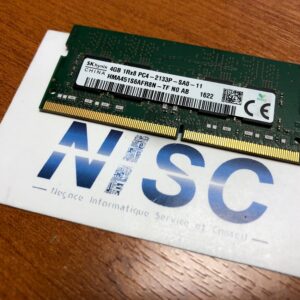 SK hynix
CHINA
4GB 1Rx8 PC4-2133P-SA0-11
HMA451S6AFR8N-TF N0 AB
1622
CE
NISC
Negoce Informatique Service et Conseil